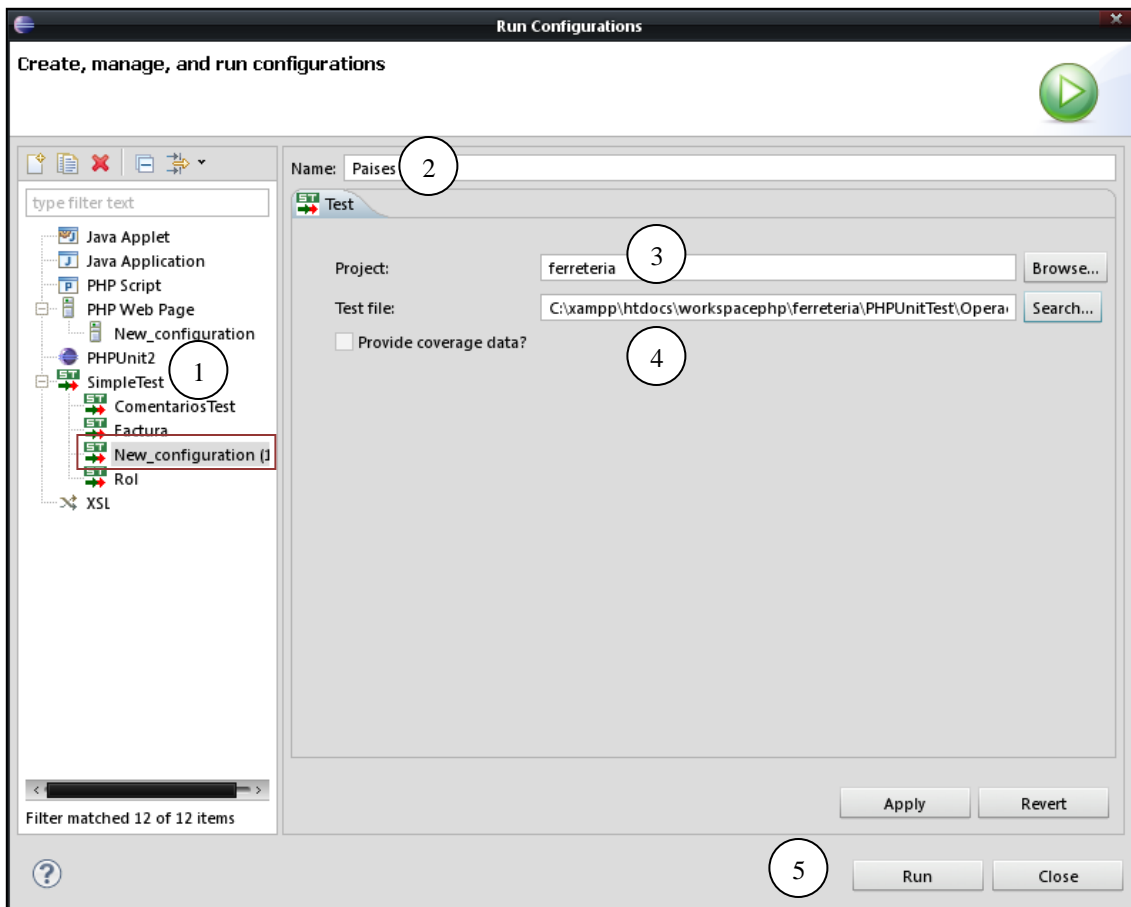 Run Configurations
Create, manage, and run configurations
type filter text
Java Applet
Java Application
PHP Script
PHP Web Page
New_configuration
PHPUnit2
SimpleTest
1
ComentariosTest
Factura
New_configuration (1
Rol
XSL
Filter matched 12 of 12 items
Name: Paises
2
ST Test
Project: ferreteria Browse...
3
Test file: C:\xampp\htdocs\workspacephp\ferreteria\PHPUnitTest\Opera Search...
Provide coverage data?
4
Apply Revert
5
Run Close